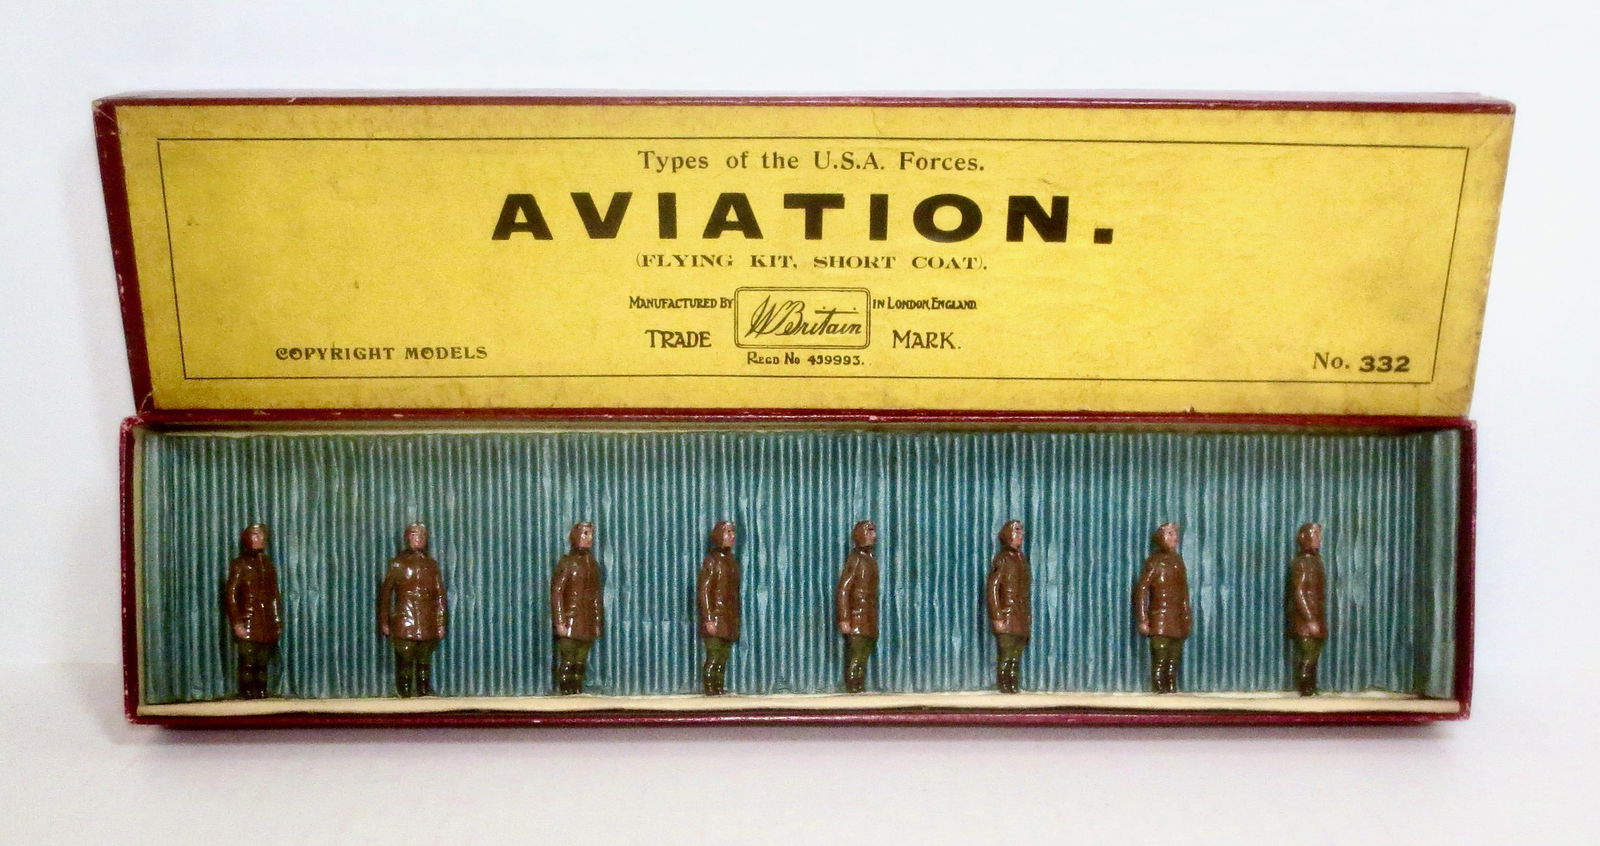 Types of the U.S.A. Forces.
AVIATION.
(FLYING KIT, SHORT COAT).
MANUFACTURED BY W Britain IN LONDON, ENGLAND
TRADE MARK.
REGD No 459993.
COPYRIGHT MODELS
No. 332